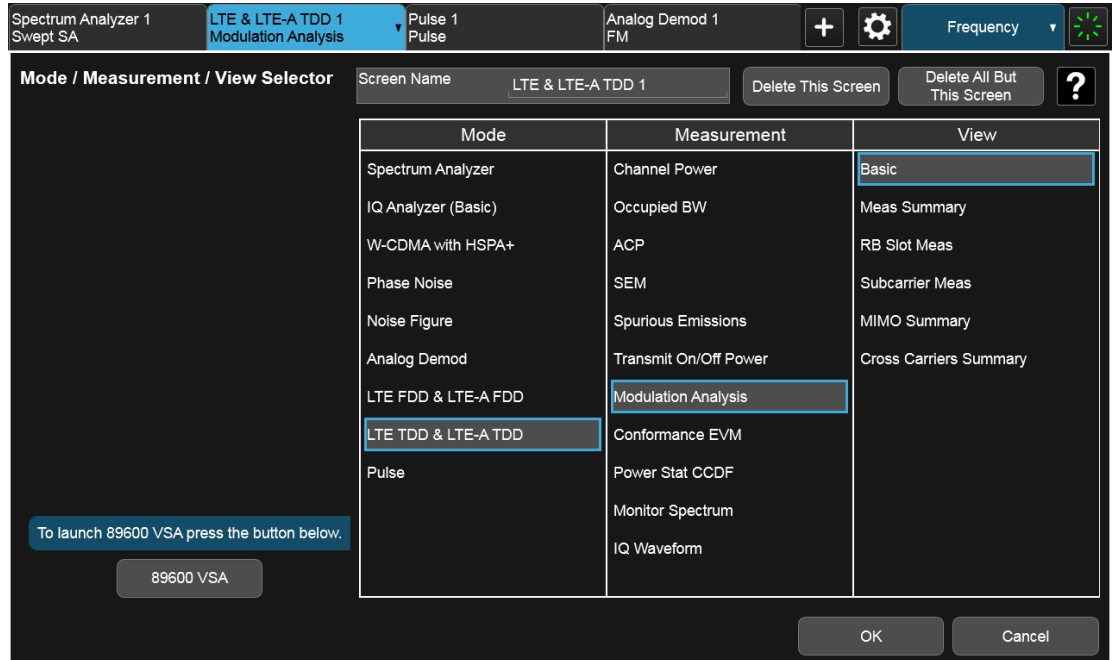 Spectrum Analyzer 1
Swept SA
LTE & LTE-A TDD 1
Modulation Analysis
Pulse 1
Pulse
Analog Demod 1
FM
+
Frequency
Mode / Measurement / View Selector
Screen Name
LTE & LTE-A TDD 1
Delete This Screen
Delete All But
This Screen
?
Mode
Measurement
View
Spectrum Analyzer
IQ Analyzer (Basic)
W-CDMA with HSPA+
Phase Noise
Noise Figure
Analog Demod
LTE FDD & LTE-A FDD
LTE TDD & LTE-A TDD
Pulse
Channel Power
Occupied BW
ACP
SEM
Spurious Emissions
Transmit On/Off Power
Modulation Analysis
Conformance EVM
Power Stat CCDF
Monitor Spectrum
IQ Waveform
Basic
Meas Summary
RB Slot Meas
Subcarrier Meas
MIMO Summary
Cross Carriers Summary
To launch 89600 VSA press the button below.
89600 VSA
OK
Cancel